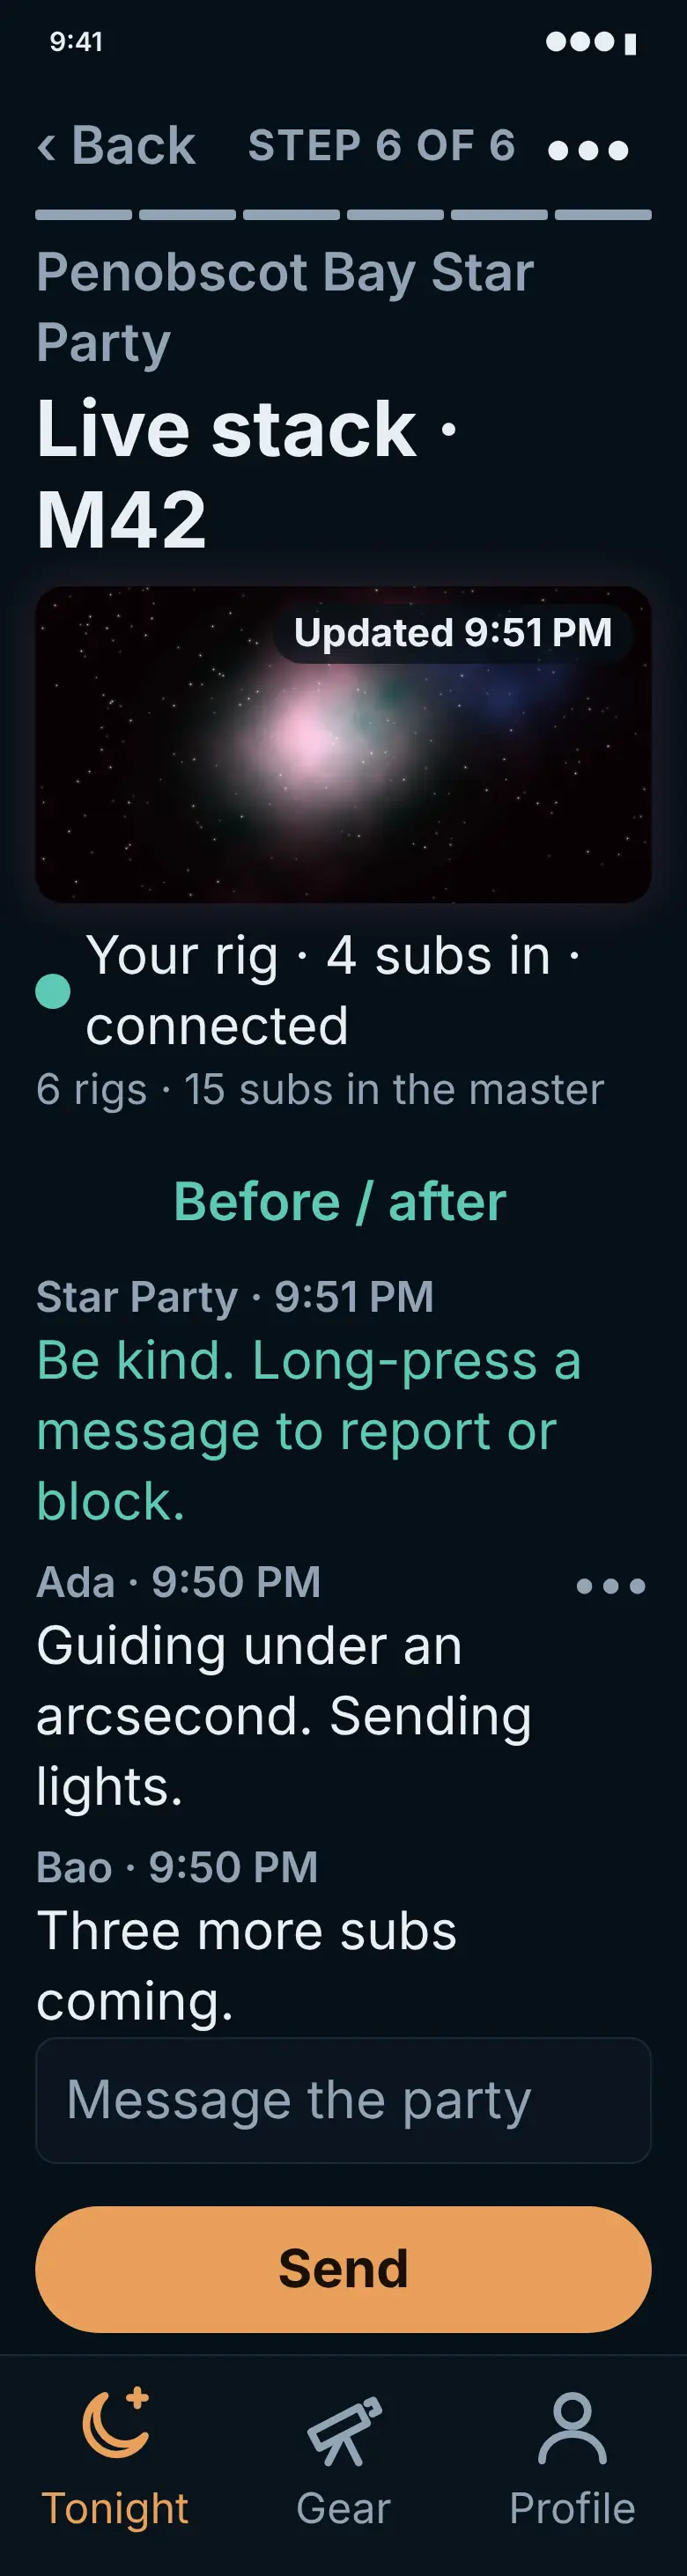 9:41
‹ Back STEP 6 OF 6
Penobscot Bay Star
Party
Live stack ·
M42
Updated 9:51 PM
Your rig · 4 subs in ·
connected
6 rigs · 15 subs in the master
Before / after
Star Party · 9:51 PM
Be kind. Long-press a
message to report or
block.
Ada · 9:50 PM
Guiding under an
arcsecond. Sending
lights.
Bao · 9:50 PM
Three more subs
coming.
Message the party
Send
Tonight Gear Profile